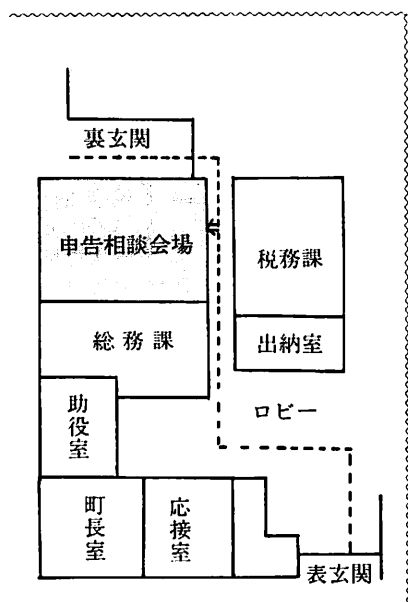 裏玄関
申告相談会場
税務課
総務課
出納室
助役室
ロビー
町長室
応接室
表玄関